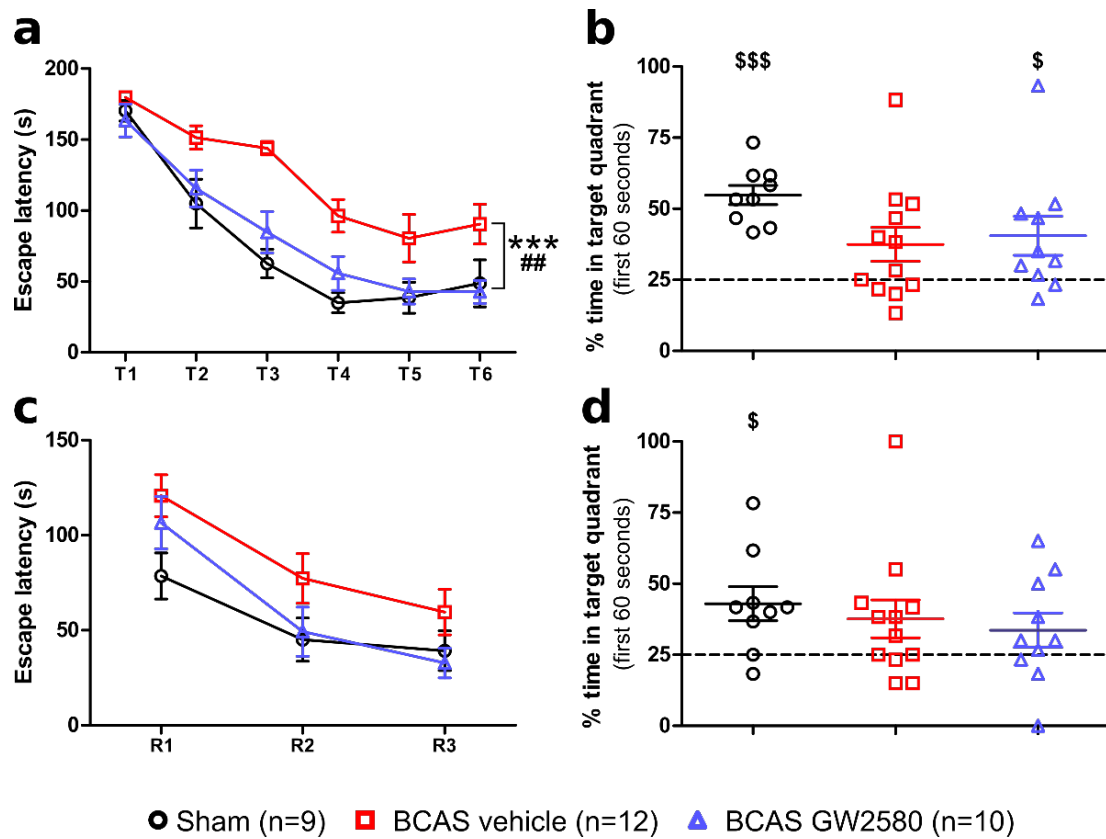 a
Escape latency (s)
200
150
100
50
0
T1 T2 T3 T4 T5 T6
***
##
b
% time in target quadrant
(first 60 seconds)
100
75
50
25
0
$$$ $
c
Escape latency (s)
150
100
50
0
R1 R2 R3
d
% time in target quadrant
(first 60 seconds)
100
75
50
25
0
$
Sham (n=9) BCAS vehicle (n=12) BCAS GW2580 (n=10)